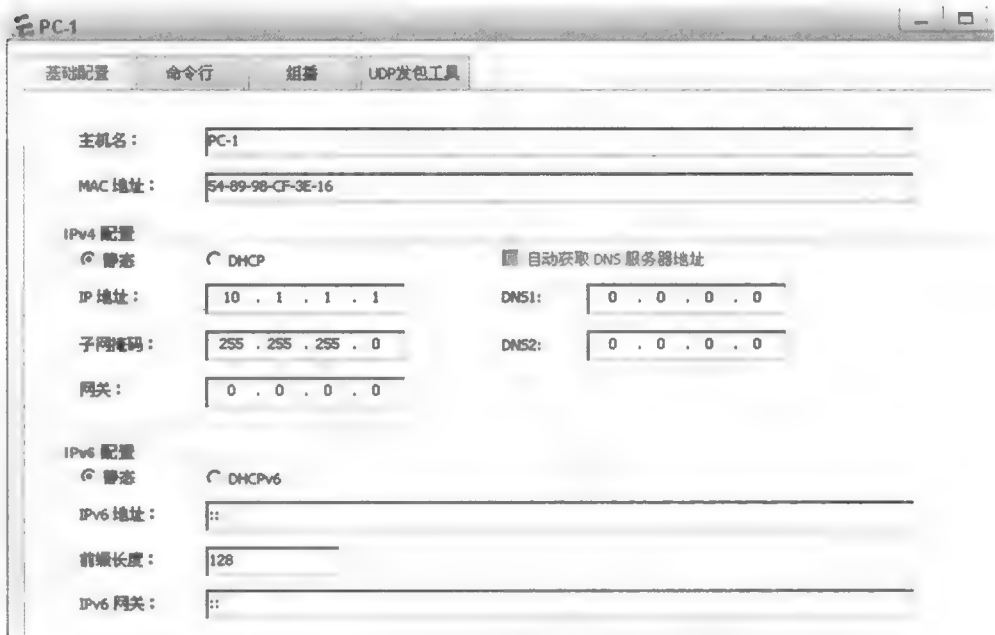 PC-1
基础配置 命令行 组播 UDP发包工具
主机名： PC-1
MAC 地址： 54-89-98-CF-3E-16
IPv4 配置
静态 DHCP 自动获取 DNS 服务器地址
IP 地址： 10 . 1 . 1 . 1 DNS1: 0 . 0 . 0 . 0
子网掩码： 255 . 255 . 255 . 0 DNS2: 0 . 0 . 0 . 0
网关： 0 . 0 . 0 . 0
IPv6 配置
静态 DHCPv6
IPv6 地址： ::
前缀长度： 128
IPv6 网关： ::